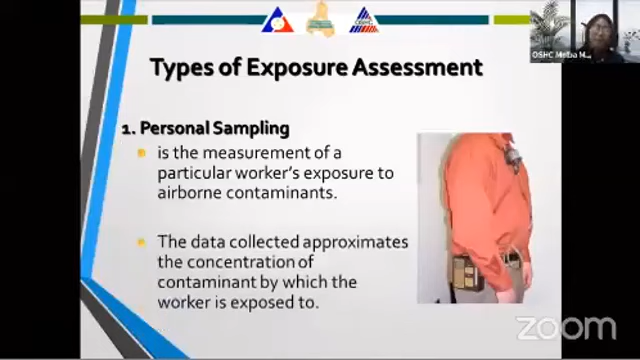 OSHC
OSHC Melba M...
Types of Exposure Assessment
1. Personal Sampling
is the measurement of a
particular worker's exposure to
airborne contaminants.
The data collected approximates
the concentration of
contaminant by which the
worker is exposed to.
zoom